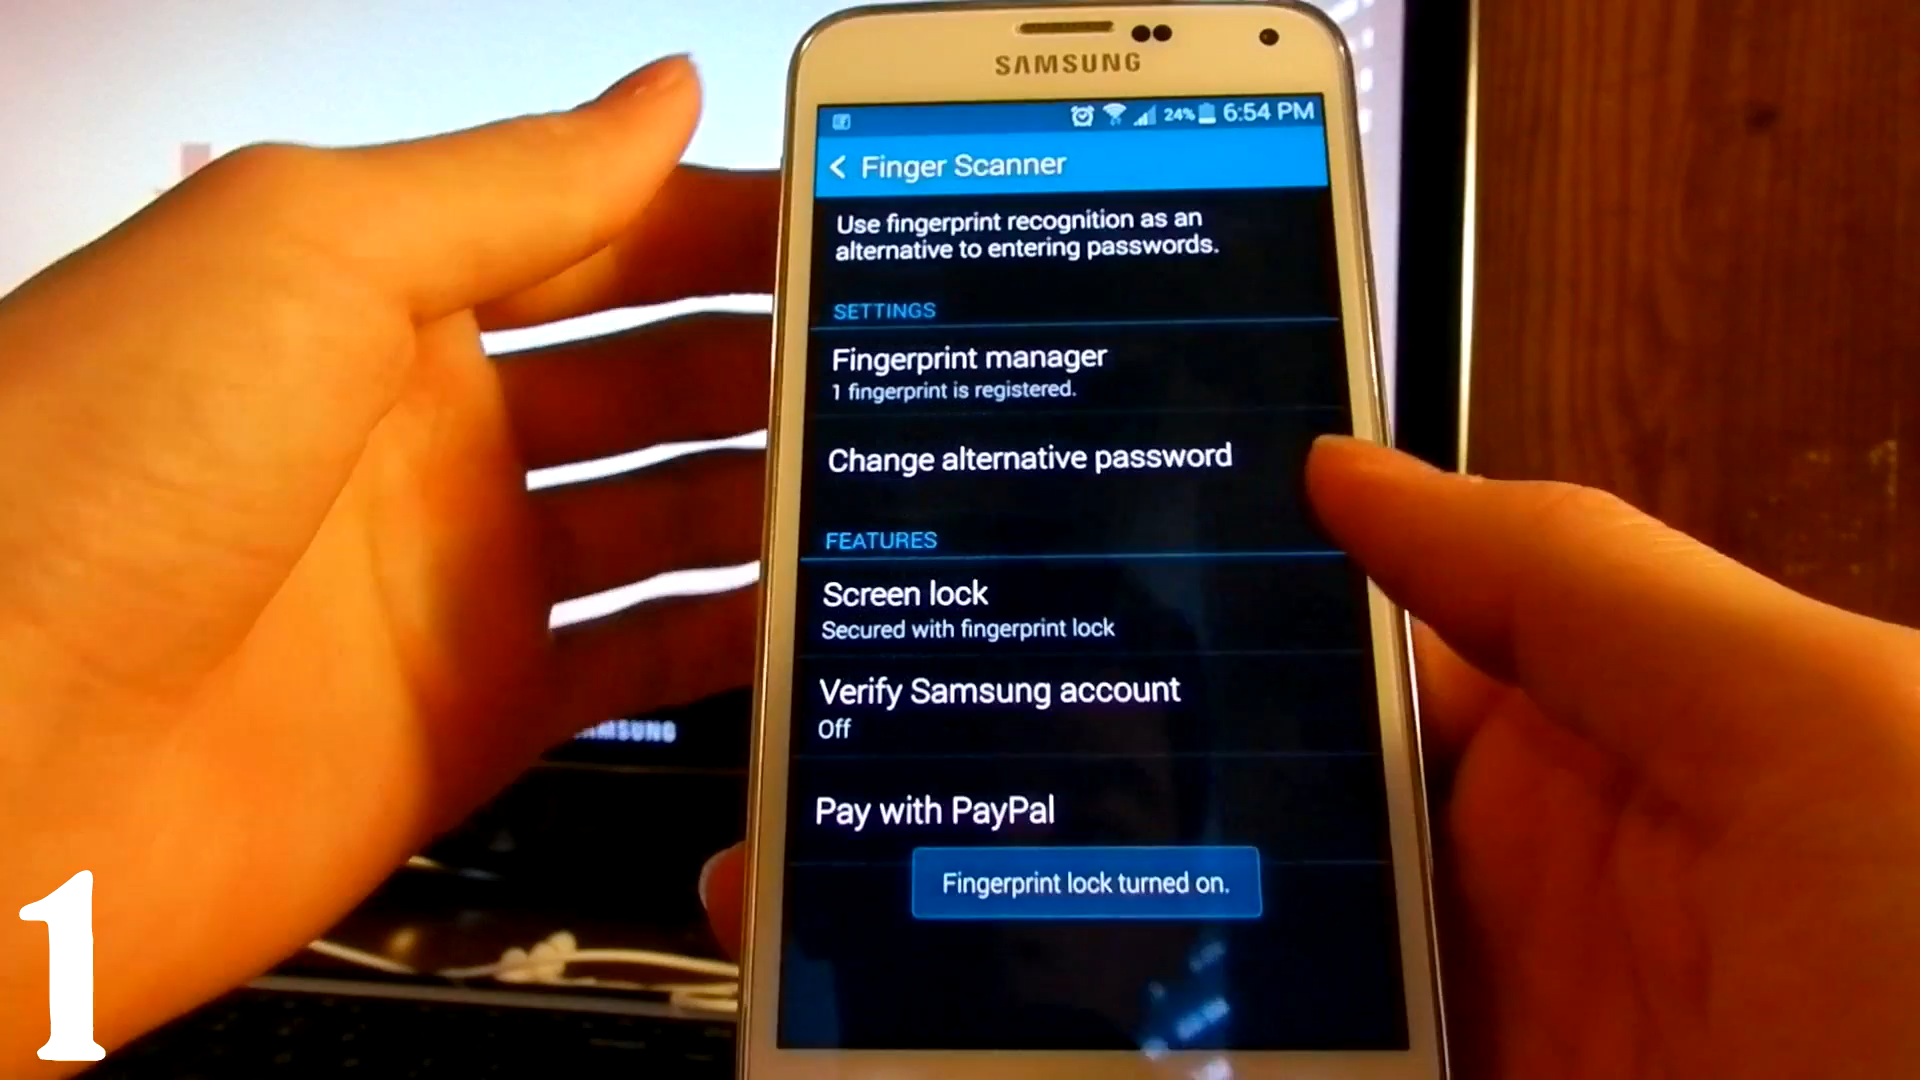 SAMSUNG
24% 6:54 PM
Finger Scanner
Use fingerprint recognition as an
alternative to entering passwords.
SETTINGS
Fingerprint manager
1 fingerprint is registered.
Change alternative password
FEATURES
Screen lock
Secured with fingerprint lock
Verify Samsung account
Off
Pay with PayPal
Fingerprint lock turned on.
SAMSUNG
1